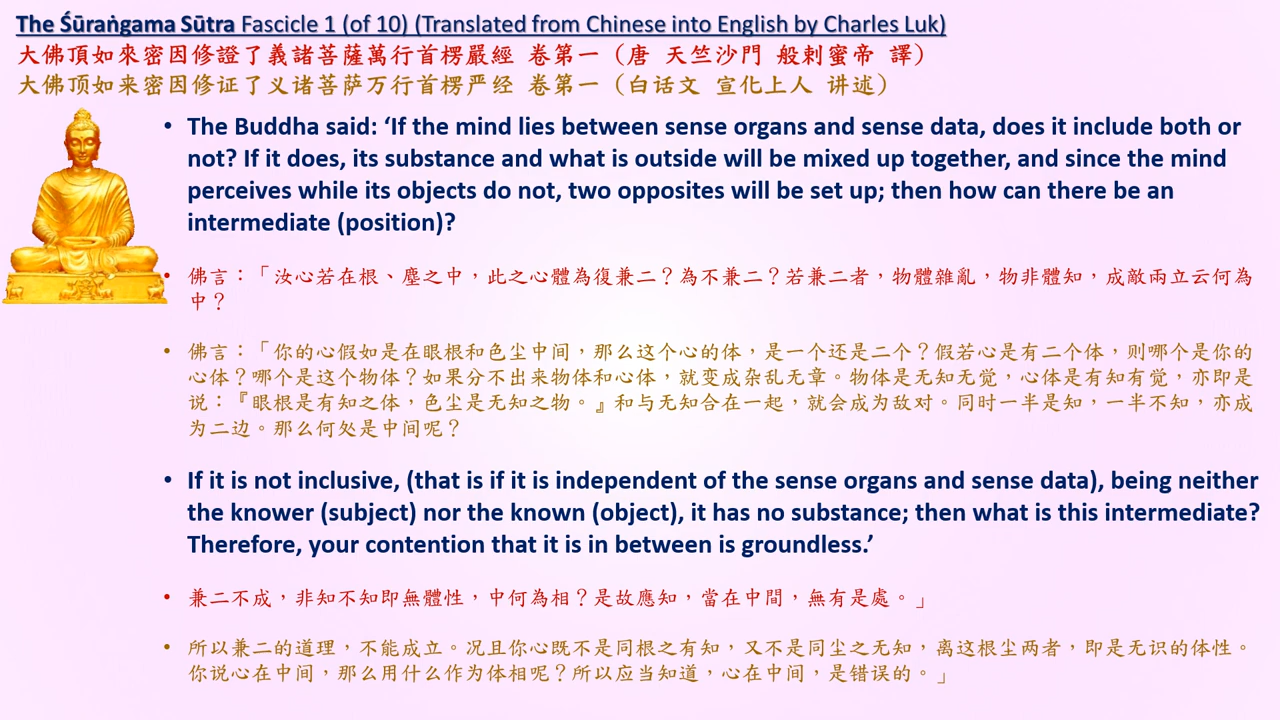 The Śūraṅgama Sūtra Fascicle 1 (of 10) (Translated from Chinese into English by Charles Luk)
大佛頂如來密因修證了義諸菩薩萬行首楞嚴經 卷第一（唐 天竺沙門 般剌蜜帝 譯）
大佛顶如来密因修证了义诸菩萨万行首楞严经 卷第一（白话文 宣化上人 讲述）
• The Buddha said: ‘If the mind lies between sense organs and sense data, does it include both or
not? If it does, its substance and what is outside will be mixed up together, and since the mind
perceives while its objects do not, two opposites will be set up; then how can there be an
intermediate (position)?
• 佛言：「汝心若在根、塵之中，此之心體為復兼二？為不兼二？若兼二者，物體雜亂，物非體知，成敵兩立云何為
中？
• 佛言：「你的心假如是在眼根和色尘中间，那么这个心的体，是一个还是二个？假若心是有二个体，则哪个是你的
心体？哪个是这个物体？如果分不出来物体和心体，就变成杂乱无章。物体是无知无觉，心体是有知有觉，亦即是
说：『眼根是有知之体，色尘是无知之物。』和与无知合在一起，就会成为敌对。同时一半是知，一半不知，亦成
为二边。那么何处是中间呢？
• If it is not inclusive, (that is if it is independent of the sense organs and sense data), being neither
the knower (subject) nor the known (object), it has no substance; then what is this intermediate?
Therefore, your contention that it is in between is groundless.’
• 兼二不成，非知不知即無體性，中何為相？是故應知，當在中間，無有是處。」
• 所以兼二的道理，不能成立。况且你心既不是同根之有知，又不是同尘之无知，离这根尘两者，即是无识的体性。
你说心在中间，那么用什么作为体相呢？所以应当知道，心在中间，是错误的。」